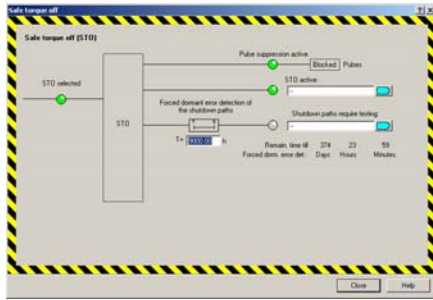 Safe torque off
Safe torque off (STO)
Pulse suppression active
Blocked Pulses
STO selected
STO active
Forced dormant error detection of
the shutdown paths
STO
Shutdown paths require testing
T= 9000.00 h
Remain. time till 374 23 59
Forced dorm. error det.: Days Hours Minutes
Close Help